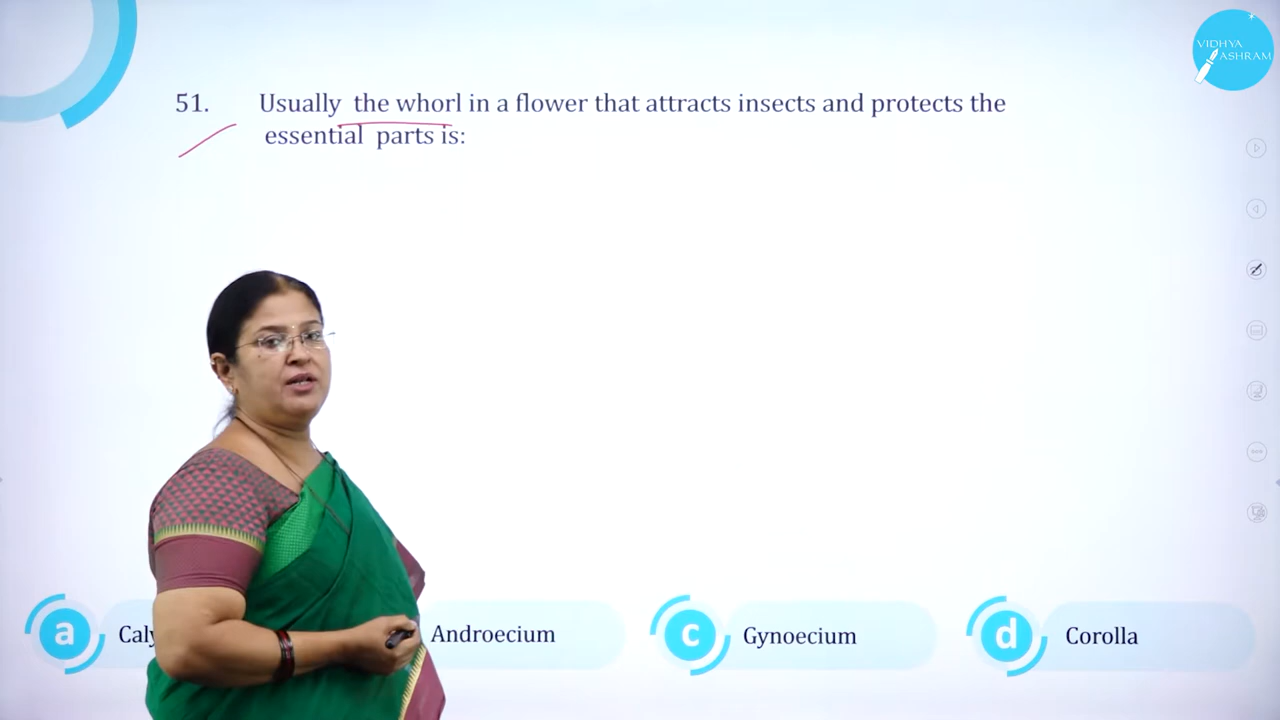 VIDHYA
ASHRAM
51. Usually the whorl in a flower that attracts insects and protects the
essential parts is:
a
Androecium
c Gynoecium
d Corolla